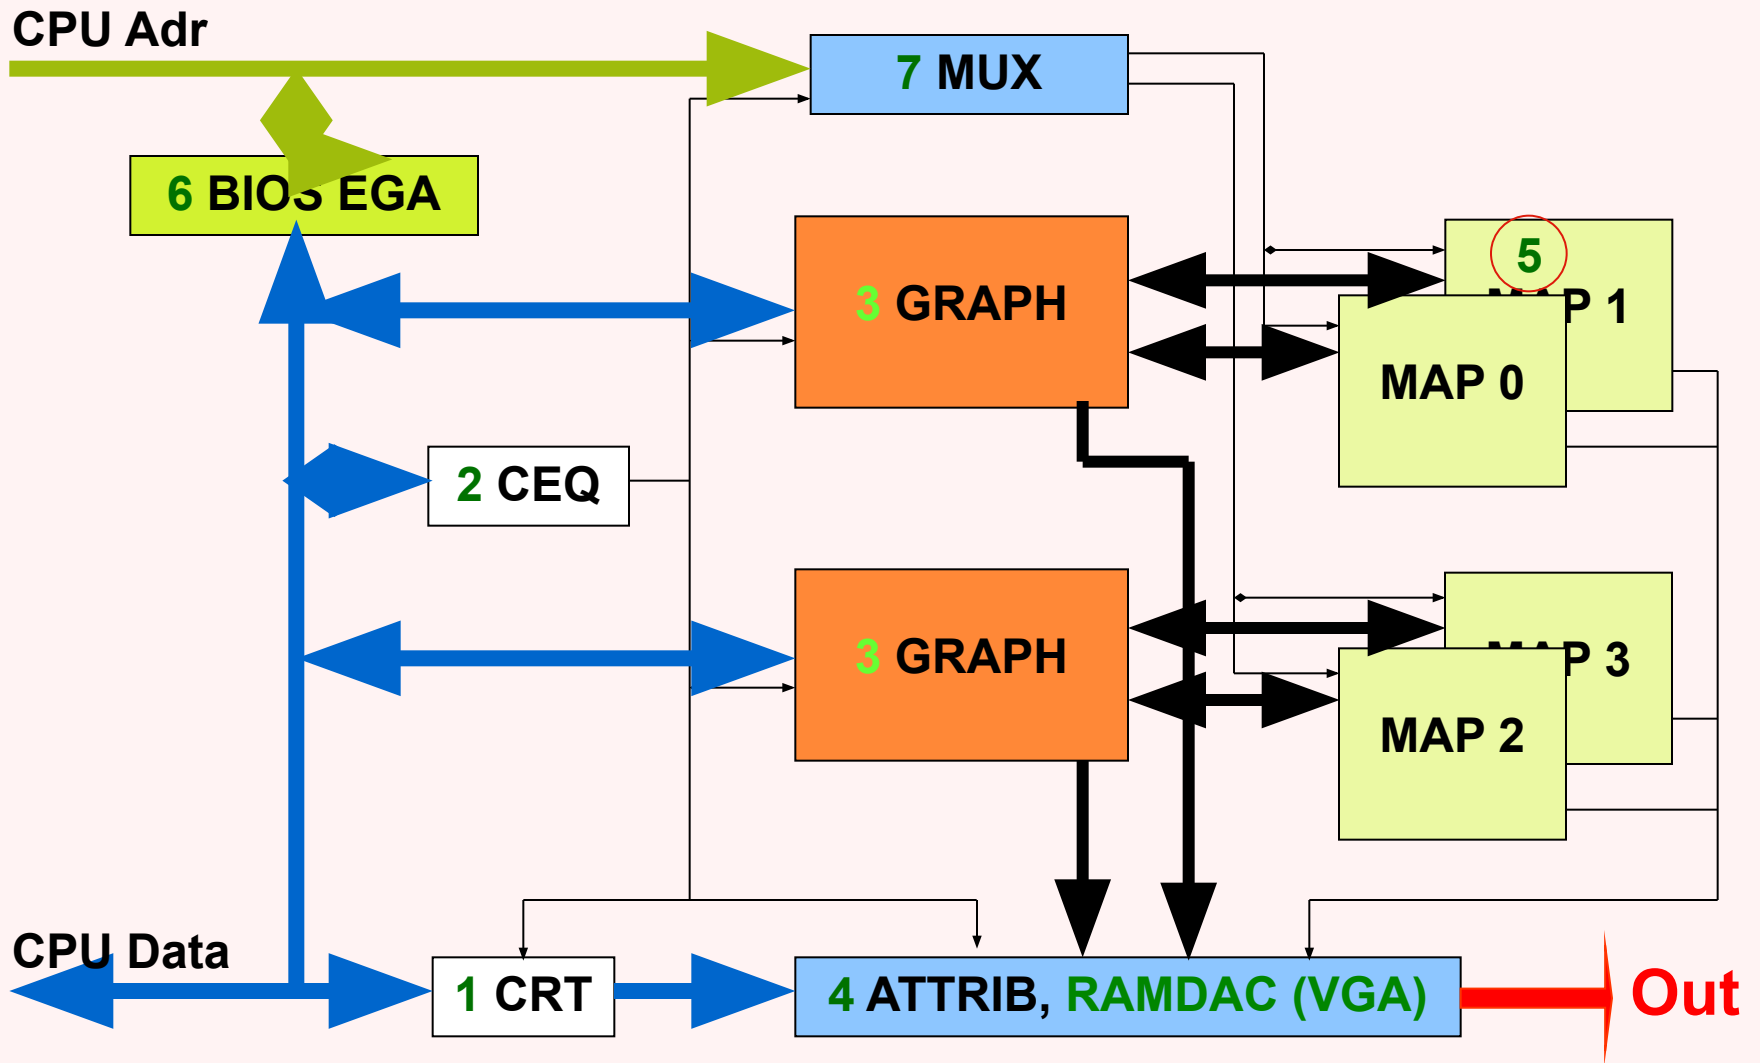 CPU Adr
7 MUX
6 BIOS EGA
5
3 GRAPH
MAP 1
MAP 0
2 CEQ
3 GRAPH
MAP 3
MAP 2
CPU Data
1 CRT
4 ATTRIB, RAMDAC (VGA)
Out